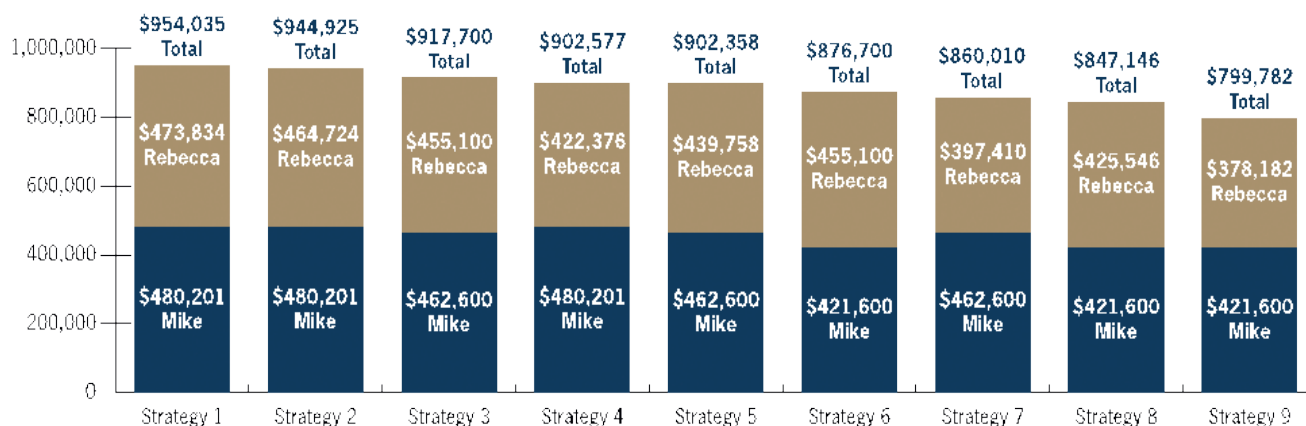 $954,035
Total
$944,925
Total
$917,700
Total
$902,577
Total
$902,358
Total
$876,700
Total
$860,010
Total
$847,146
Total
$799,782
Total
1,000,000
800,000
600,000
400,000
200,000
0
$473,834
Rebecca
$464,724
Rebecca
$455,100
Rebecca
$422,376
Rebecca
$439,758
Rebecca
$455,100
Rebecca
$397,410
Rebecca
$425,546
Rebecca
$378,182
Rebecca
$480,201
Mike
$480,201
Mike
$462,600
Mike
$480,201
Mike
$462,600
Mike
$421,600
Mike
$462,600
Mike
$421,600
Mike
$421,600
Mike
Strategy 1
Strategy 2
Strategy 3
Strategy 4
Strategy 5
Strategy 6
Strategy 7
Strategy 8
Strategy 9